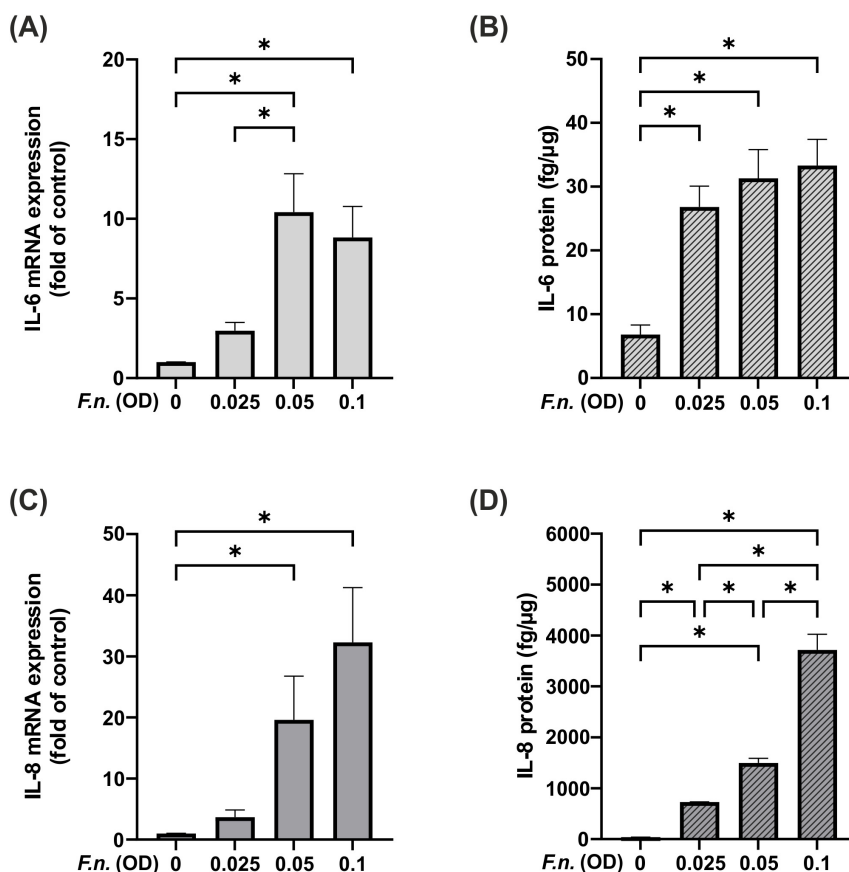 (A)
IL-6 mRNA expression
(fold of control)
20
15
10
5
0
*
*
*
F.n. (OD) 0 0.025 0.05 0.1
(B)
IL-6 protein (fg/µg)
50
40
30
20
10
0
*
*
*
F.n. (OD) 0 0.025 0.05 0.1
(C)
IL-8 mRNA expression
(fold of control)
50
40
30
20
10
0
*
*
F.n. (OD) 0 0.025 0.05 0.1
(D)
IL-8 protein (fg/µg)
6000
5000
4000
3000
2000
1000
0
*
*
* * *
*
F.n. (OD) 0 0.025 0.05 0.1